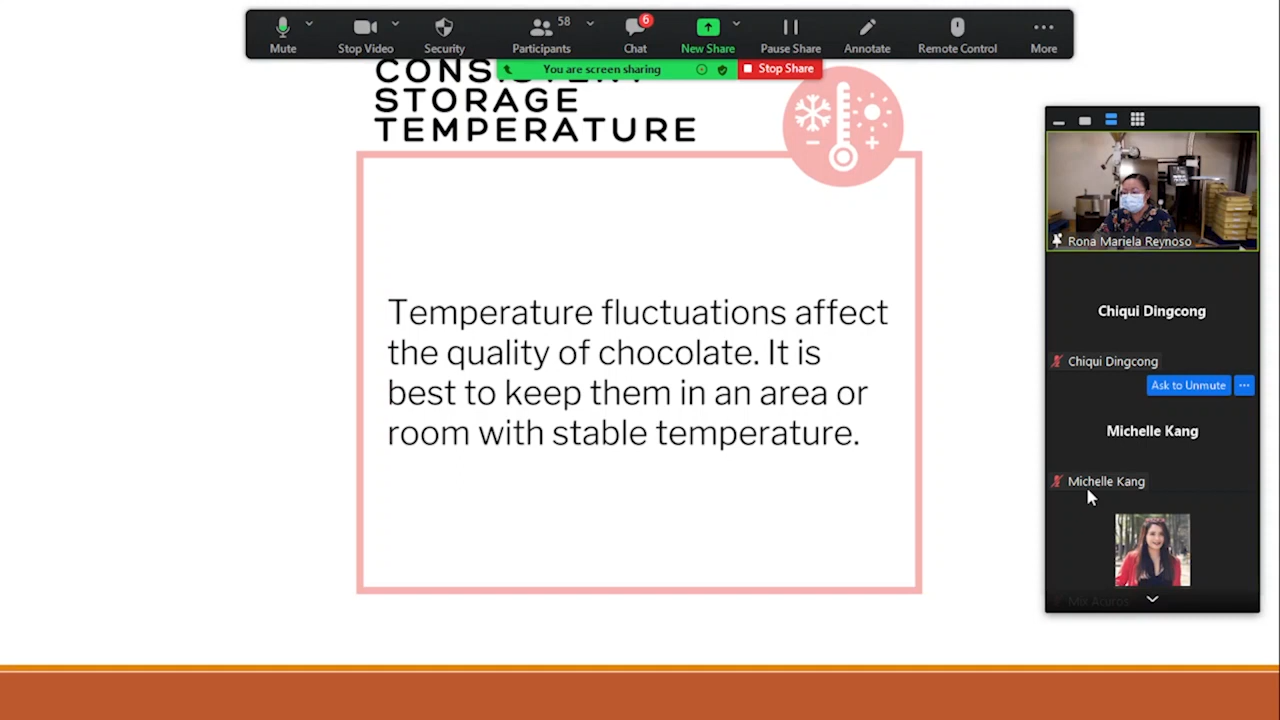 58
6
Mute
Stop Video
Security
Participants
Chat
New Share
Pause Share
Annotate
Remote Control
More
You are screen sharing
Stop Share
STORAGE
TEMPERATURE
Temperature fluctuations affect
the quality of chocolate. It is
best to keep them in an area or
room with stable temperature.
Rona Mariela Reynoso
Chiqui Dingcong
Chiqui Dingcong
Ask to Unmute
Michelle Kang
Michelle Kang